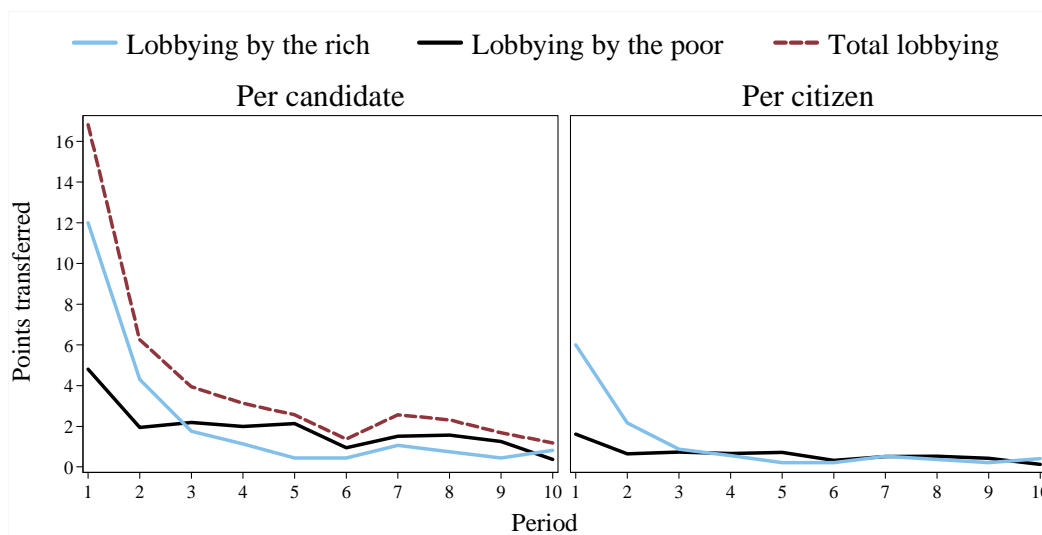 Lobbying by the rich Lobbying by the poor Total lobbying
Per candidate Per citizen
Points transferred
16
14
12
10
8
6
4
2
0
1 2 3 4 5 6 7 8 9 10 1 2 3 4 5 6 7 8 9 10
Period